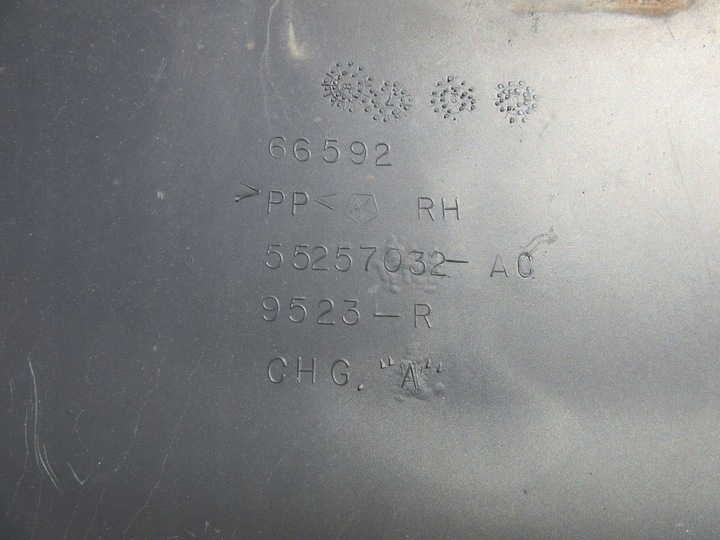 66592
>PP< RH
55257032-AC
9523-R
CHG. "A"